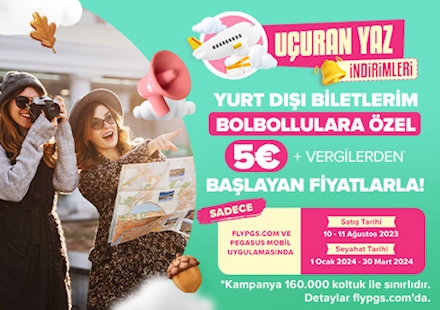 UÇURAN YAZ
İNDİRİMLERİ
YURT DIŞI BİLETLERİM
BOLBOLLULARA ÖZEL
5€ + VERGİLERDEN*
BAŞLAYAN FİYATLARLA!
SADECE
FLYPGS.COM VE
PEGASUS MOBİL
UYGULAMASINDA
Satış Tarihi
10 - 11 Ağustos 2023
Seyahat Tarihi
1 Ocak 2024 - 30 Mart 2024
*Kampanya 160.000 koltuk ile sınırlıdır.
Detaylar flypgs.com'da.